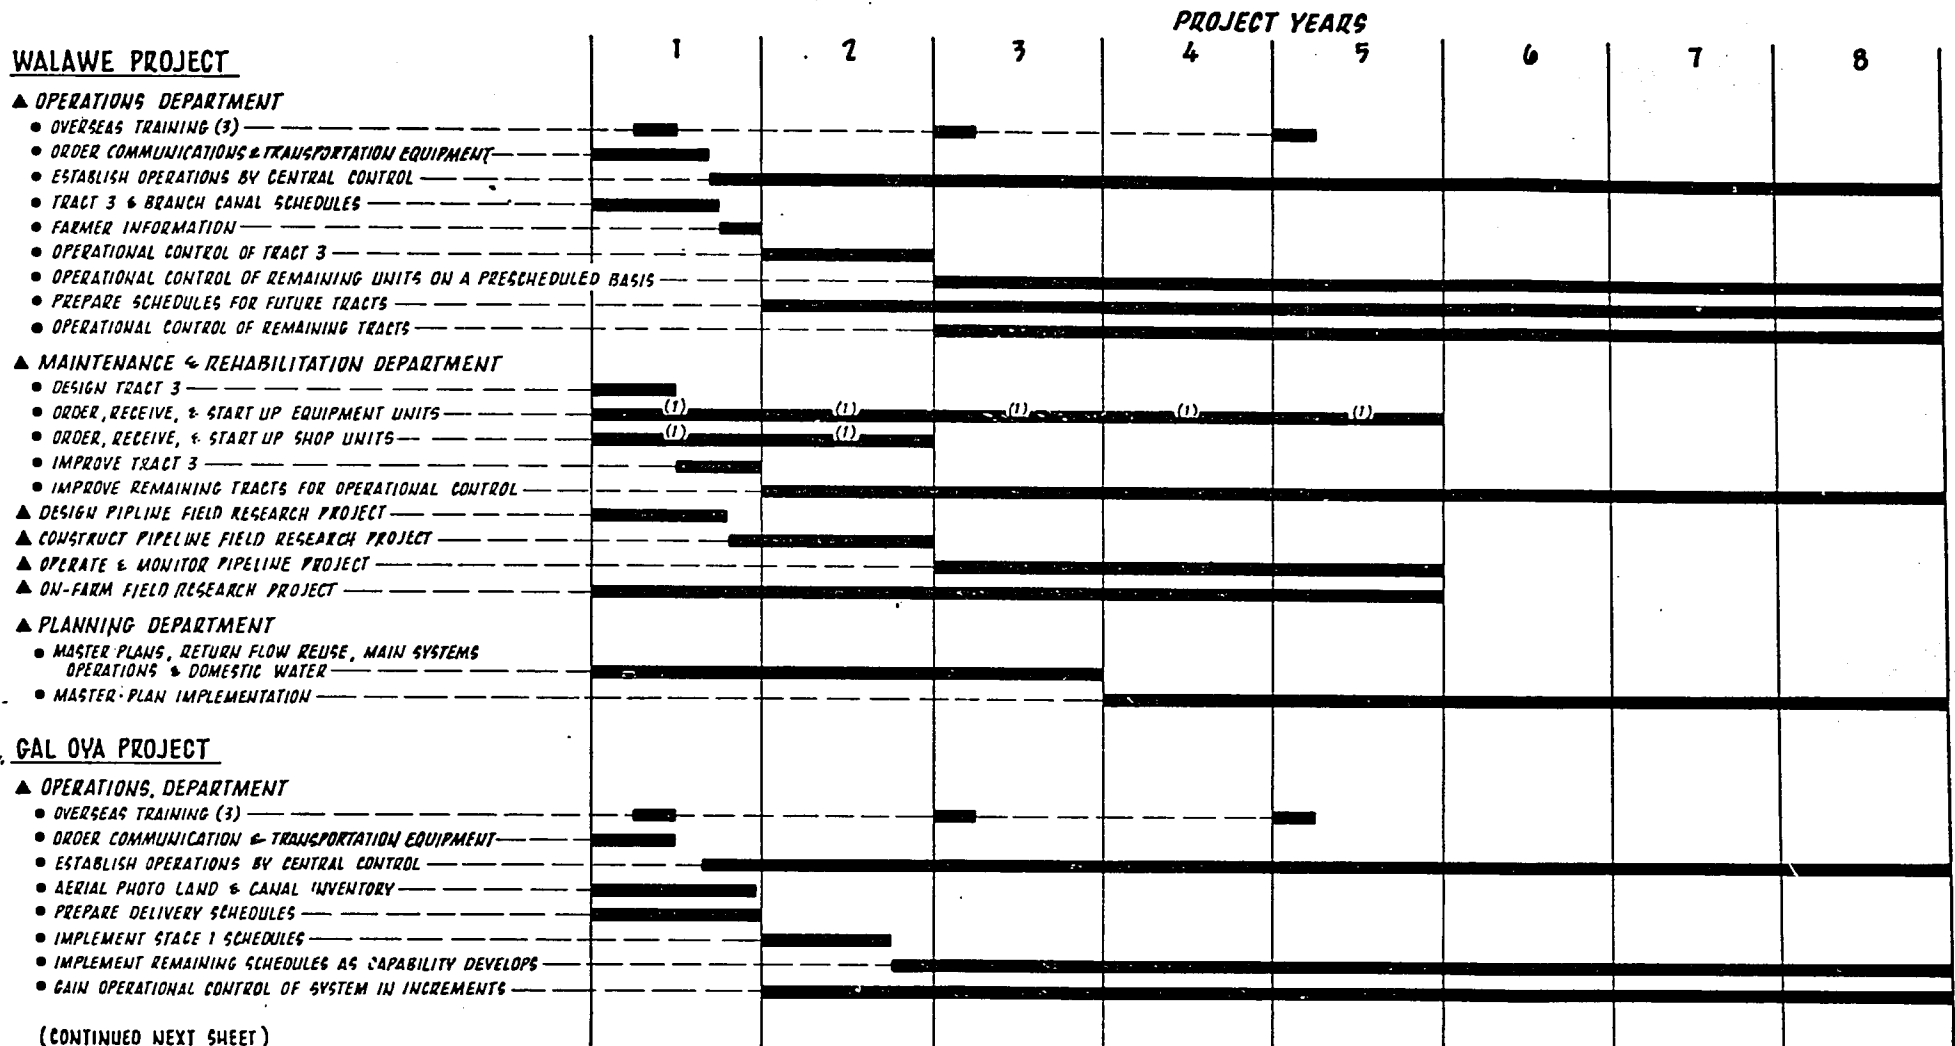 PROJECT YEARS
1 2 3 4 5 6 7 8
WALAWE PROJECT
▲ OPERATIONS DEPARTMENT
• OVERSEAS TRAINING (3)
• ORDER COMMUNICATIONS & TRANSPORTATION EQUIPMENT
• ESTABLISH OPERATIONS BY CENTRAL CONTROL
• TRACT 3 & BRANCH CANAL SCHEDULES
• FARMER INFORMATION
• OPERATIONAL CONTROL OF TRACT 3
• OPERATIONAL CONTROL OF REMAINING UNITS ON A PRESCHEDULED BASIS
• PREPARE SCHEDULES FOR FUTURE TRACTS
• OPERATIONAL CONTROL OF REMAINING TRACTS
▲ MAINTENANCE & REHABILITATION DEPARTMENT
• DESIGN TRACT 3
• ORDER, RECEIVE, & START UP EQUIPMENT UNITS (1) (1) (1) (1) (1)
• ORDER, RECEIVE, & START UP SHOP UNITS (1) (1)
• IMPROVE TRACT 3
• IMPROVE REMAINING TRACTS FOR OPERATIONAL CONTROL
▲ DESIGN PIPLINE FIELD RESEARCH PROJECT
▲ CONSTRUCT PIPELINE FIELD RESEARCH PROJECT
▲ OPERATE & MONITOR PIPELINE PROJECT
▲ ON-FARM FIELD RESEARCH PROJECT
▲ PLANNING DEPARTMENT
• MASTER PLANS, RETURN FLOW REUSE, MAIN SYSTEMS
OPERATIONS & DOMESTIC WATER
• MASTER PLAN IMPLEMENTATION
GAL OYA PROJECT
▲ OPERATIONS DEPARTMENT
• OVERSEAS TRAINING (3)
• ORDER COMMUNICATION & TRANSPORTATION EQUIPMENT
• ESTABLISH OPERATIONS BY CENTRAL CONTROL
• AERIAL PHOTO LAND & CANAL INVENTORY
• PREPARE DELIVERY SCHEDULES
• IMPLEMENT STAGE 1 SCHEDULES
• IMPLEMENT REMAINING SCHEDULES AS CAPABILITY DEVELOPS
• GAIN OPERATIONAL CONTROL OF SYSTEM IN INCREMENTS
(CONTINUED NEXT SHEET)